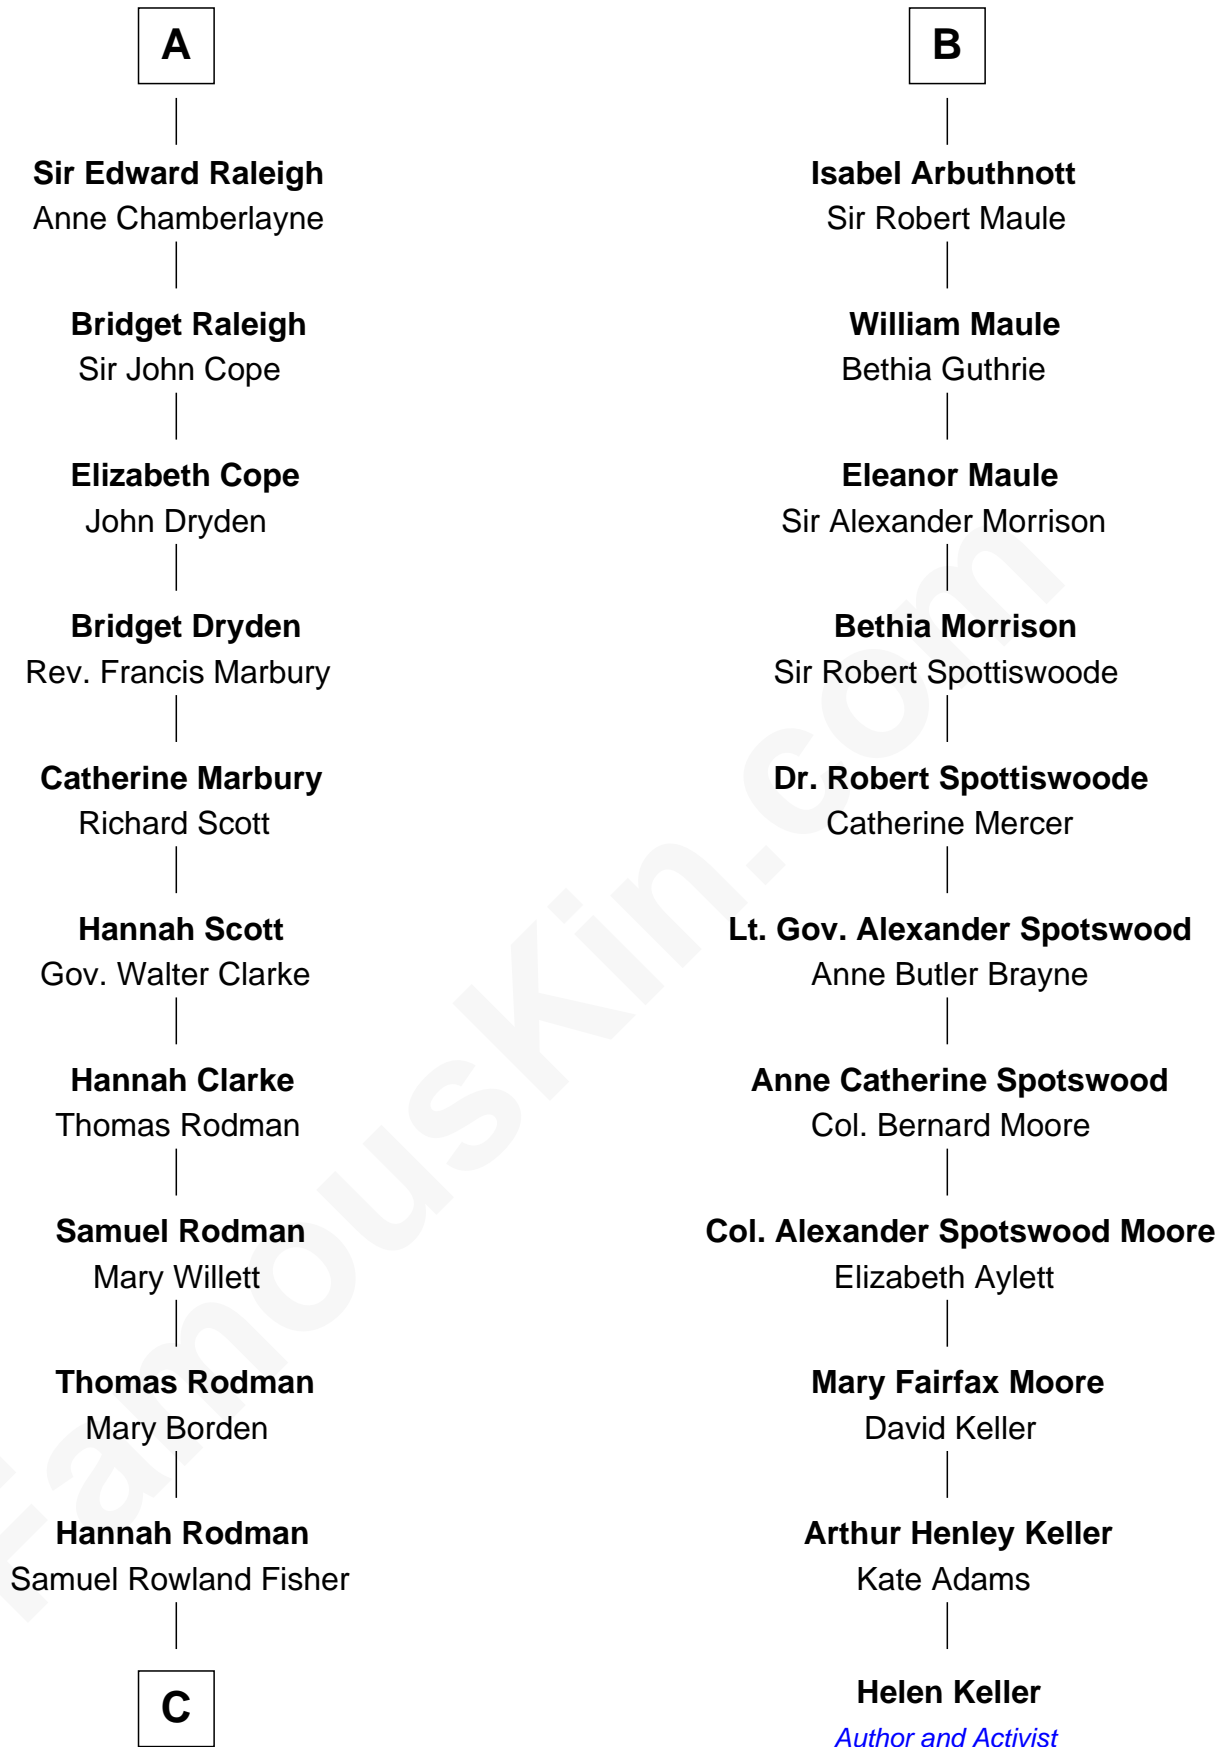 A
Sir Edward Raleigh
Anne Chamberlayne
Bridget Raleigh
Sir John Cope
Elizabeth Cope
John Dryden
Bridget Dryden
Rev. Francis Marbury
Catherine Marbury
Richard Scott
Hannah Scott
Gov. Walter Clarke
Hannah Clarke
Thomas Rodman
Samuel Rodman
Mary Willett
Thomas Rodman
Mary Borden
Hannah Rodman
Samuel Rowland Fisher
C
B
Isabel Arbuthnott
Sir Robert Maule
William Maule
Bethia Guthrie
Eleanor Maule
Sir Alexander Morrison
Bethia Morrison
Sir Robert Spottiswoode
Dr. Robert Spottiswoode
Catherine Mercer
Lt. Gov. Alexander Spotswood
Anne Butler Brayne
Anne Catherine Spotswood
Col. Bernard Moore
Col. Alexander Spotswood Moore
Elizabeth Aylett
Mary Fairfax Moore
David Keller
Arthur Henley Keller
Kate Adams
Helen Keller
Author and Activist
FamousKin.com